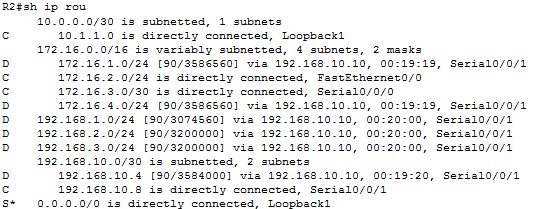 R2#sh ip rou
10.0.0.0/30 is subnetted, 1 subnets
C 10.1.1.0 is directly connected, Loopback1
172.16.0.0/16 is variably subnetted, 4 subnets, 2 masks
D 172.16.1.0/24 [90/3586560] via 192.168.10.10, 00:19:19, Serial0/0/1
C 172.16.2.0/24 is directly connected, FastEthernet0/0
C 172.16.3.0/30 is directly connected, Serial0/0/0
D 172.16.4.0/24 [90/3586560] via 192.168.10.10, 00:19:19, Serial0/0/1
D 192.168.1.0/24 [90/3074560] via 192.168.10.10, 00:20:00, Serial0/0/1
D 192.168.2.0/24 [90/3200000] via 192.168.10.10, 00:20:00, Serial0/0/1
D 192.168.3.0/24 [90/3200000] via 192.168.10.10, 00:20:00, Serial0/0/1
192.168.10.0/30 is subnetted, 2 subnets
D 192.168.10.4 [90/3584000] via 192.168.10.10, 00:19:20, Serial0/0/1
C 192.168.10.8 is directly connected, Serial0/0/1
S* 0.0.0.0/0 is directly connected, Loopback1